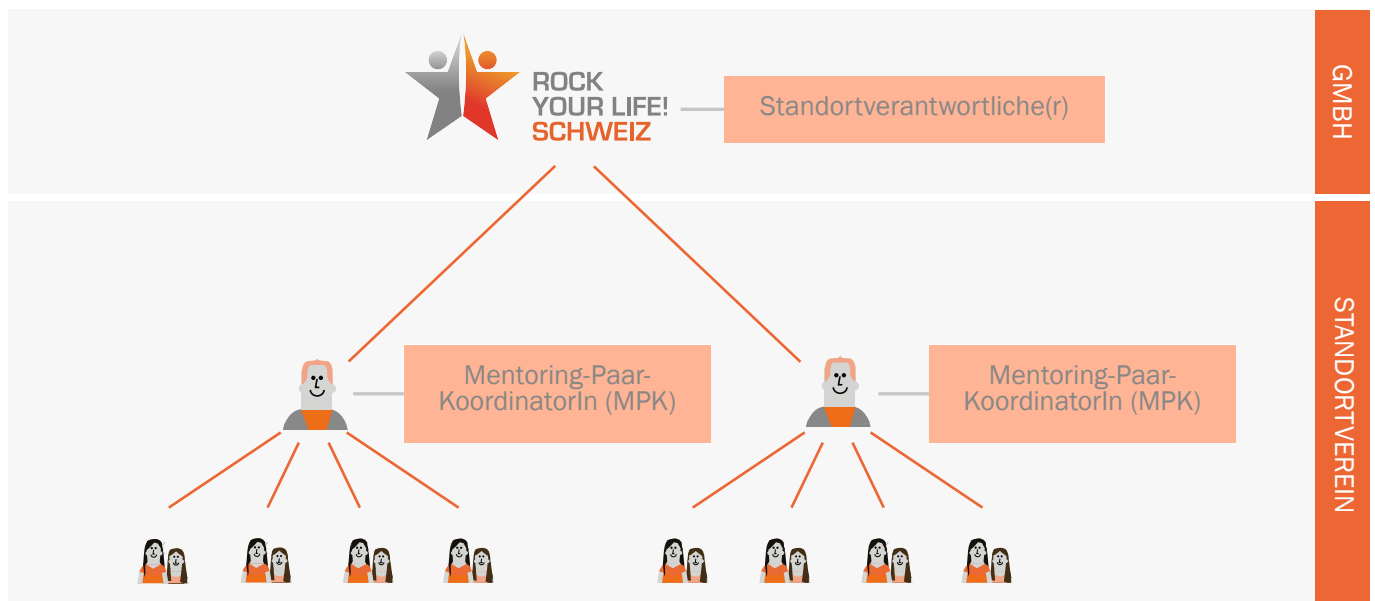 ROCK
YOUR LIFE!
SCHWEIZ
Standortverantwortliche(r)
GMBH
Mentoring-Paar-
KoordinatorIn (MPK)
Mentoring-Paar-
KoordinatorIn (MPK)
STANDORTVEREIN